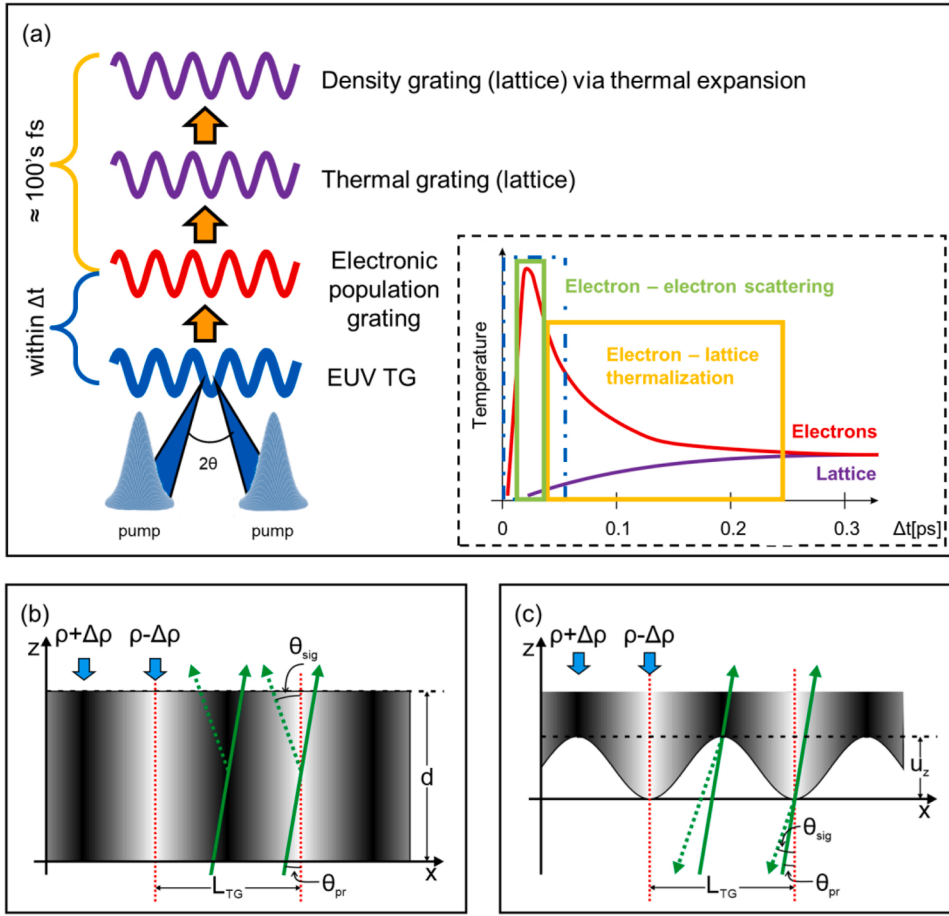 (a)
Density grating (lattice) via thermal expansion
≈ 100's fs
Thermal grating (lattice)
Electronic
population
grating
within Δt
EUV TG
2θ
pump
pump
Temperature
Electron – electron scattering
Electron – lattice
thermalization
Electrons
Lattice
0
0.1
0.2
0.3
Δt[ps]
(b)
z
ρ+Δρ
ρ-Δρ
θsig
d
x
LTG
θpr
(c)
z
ρ+Δρ
ρ-Δρ
uz
x
θsig
LTG
θpr